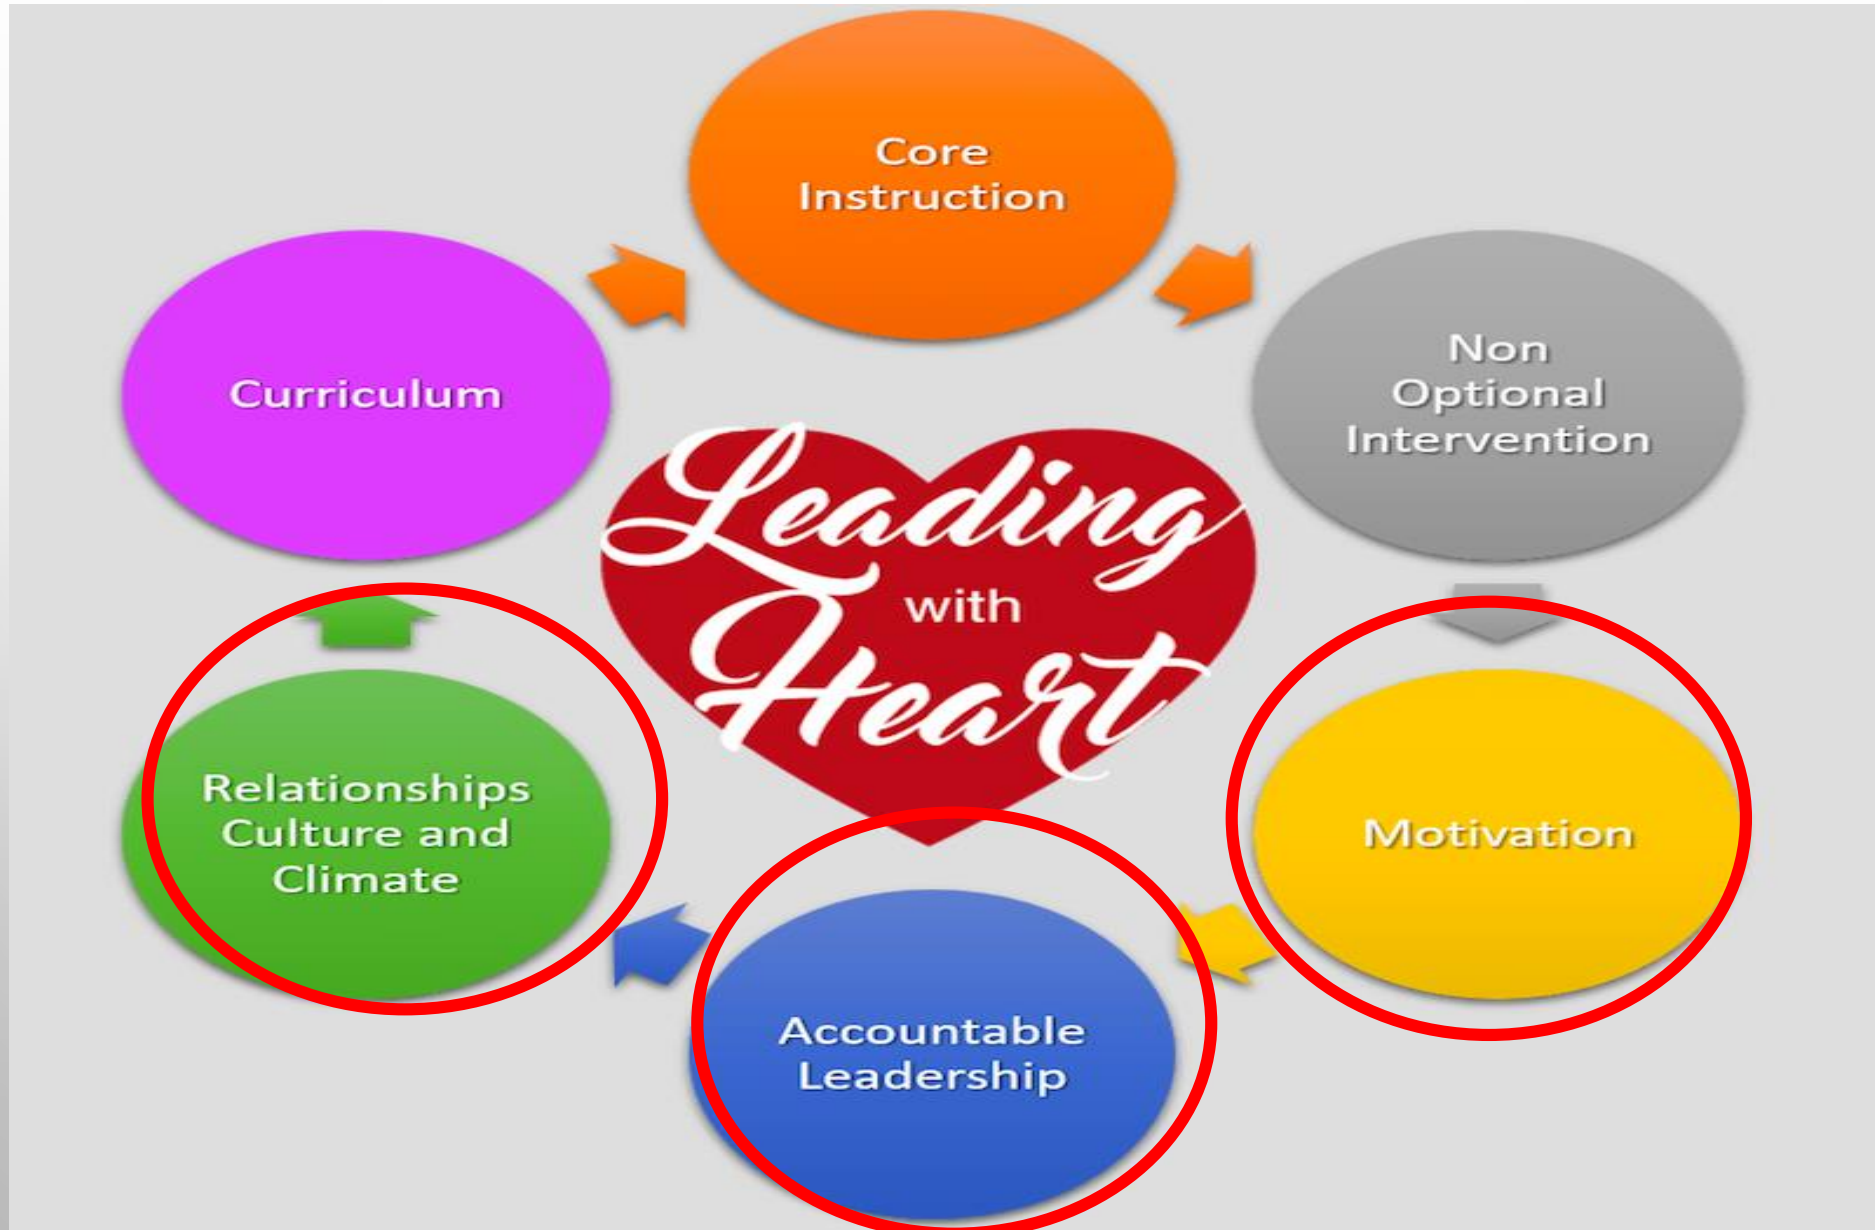 Core
Instruction
Non
Optional
Intervention
Motivation
Accountable
Leadership
Relationships
Culture and
Climate
Curriculum
Leading
with
Heart